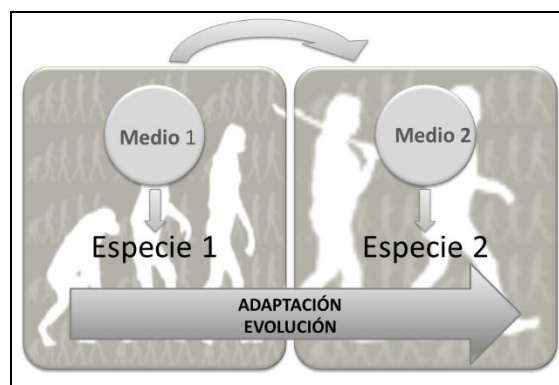 Medio 1
Medio 2
Especie 1
Especie 2
ADAPTACIÓN
EVOLUCIÓN